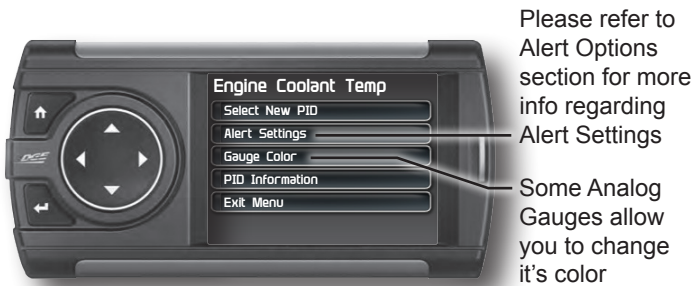 Engine Coolant Temp
Select New PID
Alert Settings
Gauge Color
PID Information
Exit Menu
Please refer to
Alert Options
section for more
info regarding
Alert Settings
Some Analog
Gauges allow
you to change
it's color